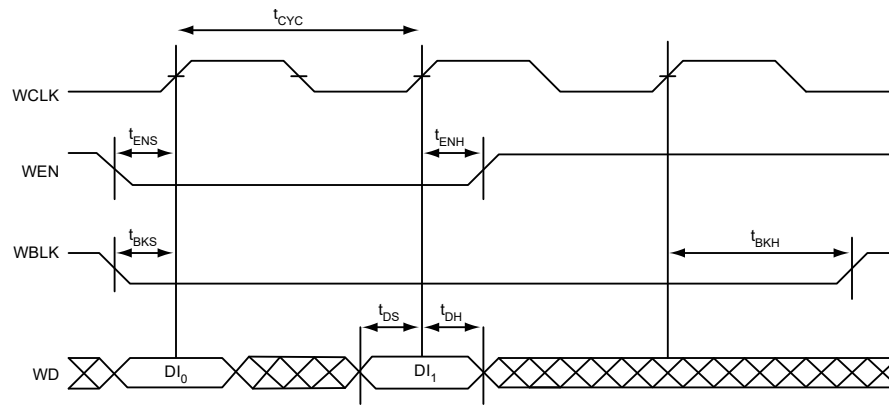 tCYC
WCLK
tENS tENH
WEN
tBKS tBKH
WBLK
tDS tDH
WD DI0 DI1